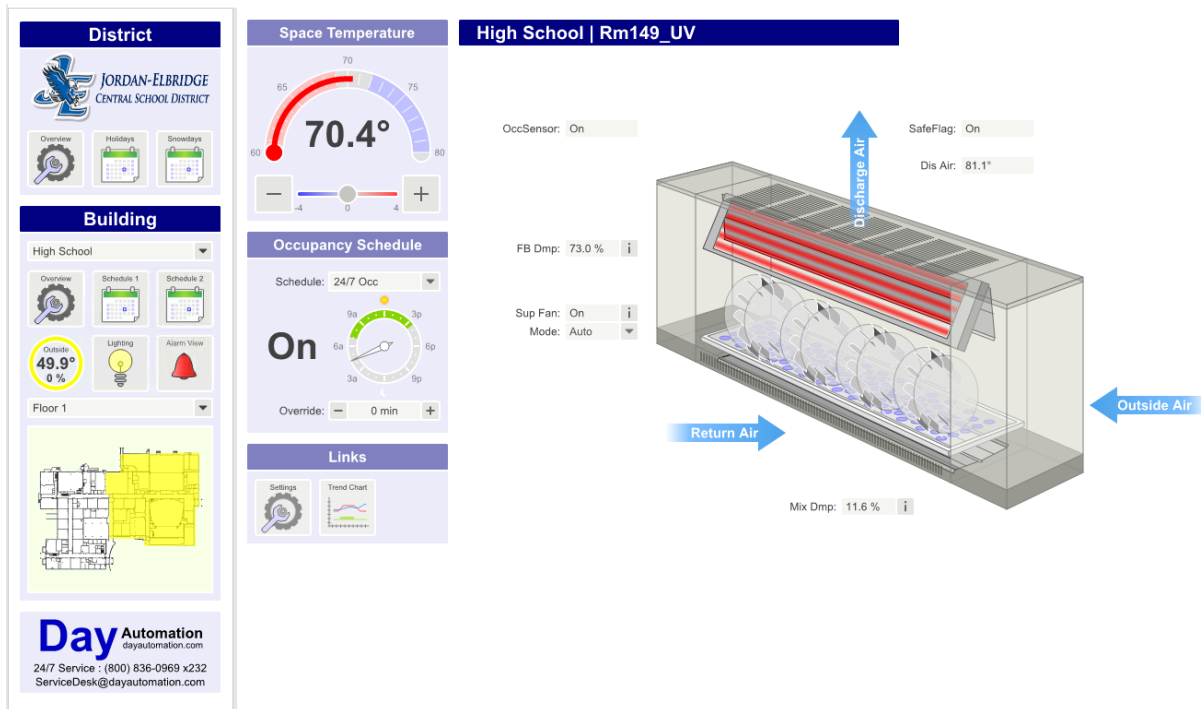 District
JORDAN-ELBRIDGE
CENTRAL SCHOOL DISTRICT
Overview
Holidays
Snowdays
Building
High School
Overview
Schedule 1
Schedule 2
Outside
49.9°
0 %
Lighting
Alarm View
Floor 1
Day Automation
dayautomation.com
24/7 Service : (800) 836-0969 x232
ServiceDesk@dayautomation.com
Space Temperature
70
65
75
70.4°
60
80
−
+
-4
0
4
Occupancy Schedule
Schedule: 24/7 Occ
9a
3p
On
6a
6p
3a
9p
Override: − 0 min +
Links
Settings
Trend Chart
High School | Rm149_UV
OccSensor: On
SafeFlag: On
Dis Air: 81.1°
Discharge Air
FB Dmp: 73.0 % i
Sup Fan: On i
Mode: Auto
Outside Air
Return Air
Mix Dmp: 11.6 % i